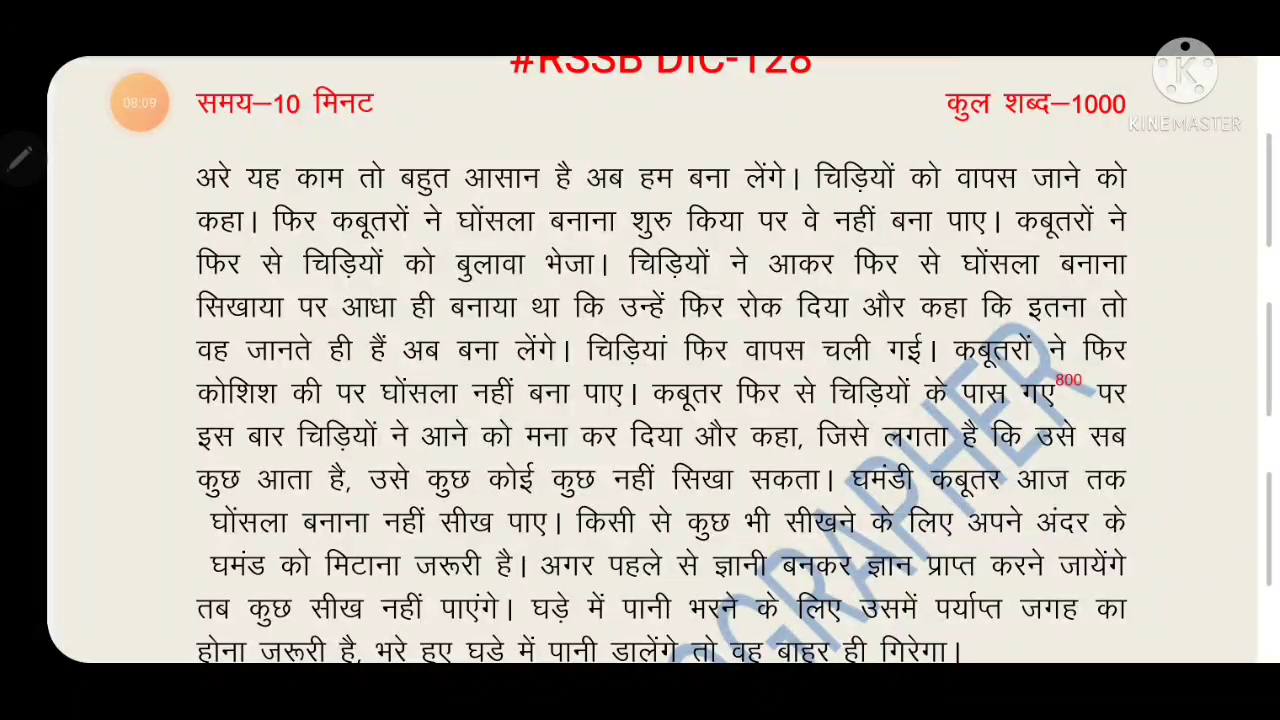 #RSSB DIC-128
08:09
समय–10 मिनट
कुल शब्द–1000
KINEMASTER
अरे यह काम तो बहुत आसान है अब हम बना लेंगे। चिड़ियों को वापस जाने को
कहा। फिर कबूतरों ने घोंसला बनाना शुरु किया पर वे नहीं बना पाए। कबूतरों ने
फिर से चिड़ियों को बुलावा भेजा। चिड़ियों ने आकर फिर से घोंसला बनाना
सिखाया पर आधा ही बनाया था कि उन्हें फिर रोक दिया और कहा कि इतना तो
वह जानते ही हैं अब बना लेंगे। चिड़ियां फिर वापस चली गई। कबूतरों ने फिर
कोशिश की पर घोंसला नहीं बना पाए। कबूतर फिर से चिड़ियों के पास गए800 पर
इस बार चिड़ियों ने आने को मना कर दिया और कहा, जिसे लगता है कि उसे सब
कुछ आता है, उसे कुछ कोई कुछ नहीं सिखा सकता। घमंडी कबूतर आज तक
घोंसला बनाना नहीं सीख पाए। किसी से कुछ भी सीखने के लिए अपने अंदर के
घमंड को मिटाना जरूरी है। अगर पहले से ज्ञानी बनकर ज्ञान प्राप्त करने जायेंगे
तब कुछ सीख नहीं पाएंगे। घड़े में पानी भरने के लिए उसमें पर्याप्त जगह का
होना जरूरी है, भरे हुए घड़े में पानी डालेंगे तो वह बाहर ही गिरेगा।
OGRAPHER